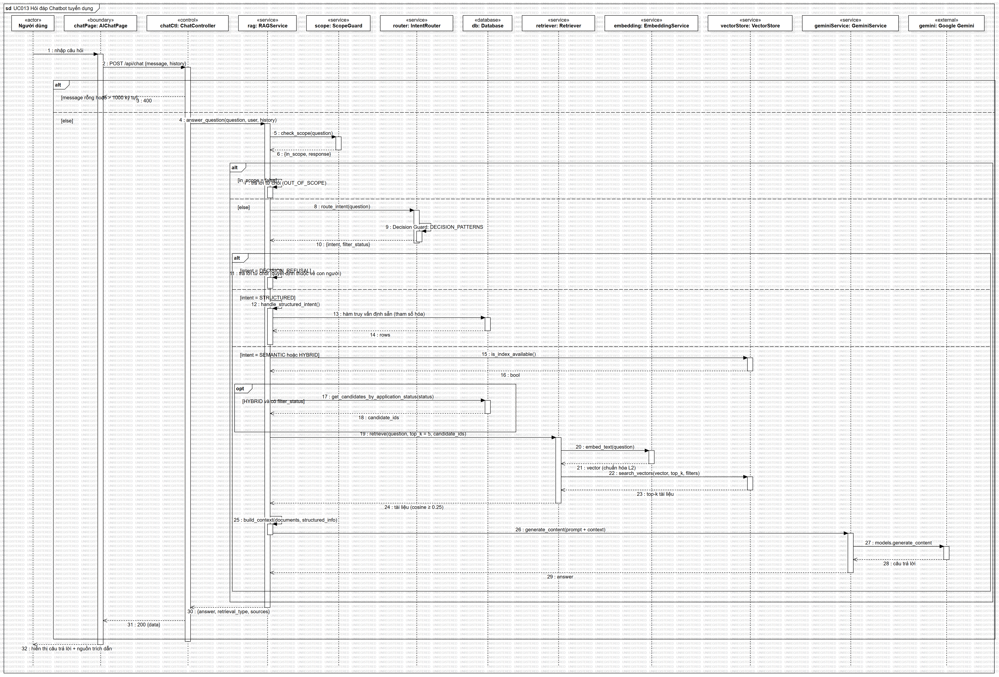 sd UC013 Hỏi đáp Chatbot tuyển dụng
«actor»
Người dùng
«boundary»
chatPage: AIChatPage
«control»
chatCtl: ChatController
«service»
rag: RAGService
«service»
scope: ScopeGuard
«service»
router: IntentRouter
«database»
db: Database
«service»
retriever: Retriever
«service»
embedding: EmbeddingService
«service»
vectorStore: VectorStore
«service»
geminiService: GeminiService
«external»
gemini: Google Gemini
1 : nhập câu hỏi
2 : POST /api/chat {message, history}
alt
[message rỗng hoặc > 1000 ký tự]
3 : 400
[else]
4 : answer_question(question, user, history)
5 : check_scope(question)
6 : {in_scope, response}
alt
[in_scope = false]
7 : trả lời từ chối (OUT_OF_SCOPE)
[else]
8 : route_intent(question)
9 : Decision Guard: DECISION_PATTERNS
10 : {intent, filter_status}
alt
[intent = DECISION_REFUSAL]
11 : trả lời từ chối (quyết định thuộc về con người)
[intent = STRUCTURED]
12 : handle_structured_intent()
13 : hàm truy vấn định sẵn (tham số hóa)
14 : rows
[intent = SEMANTIC hoặc HYBRID]
15 : is_index_available()
16 : bool
opt
17 : get_candidates_by_application_status(status)
[HYBRID và có filter_status]
18 : candidate_ids
19 : retrieve(question, top_k = 5, candidate_ids)
20 : embed_text(question)
21 : vector (chuẩn hóa L2)
22 : search_vectors(vector, top_k, filters)
23 : top-k tài liệu
24 : tài liệu (cosine ≥ 0.25)
25 : build_context(documents, structured_info)
26 : generate_content(prompt + context)
27 : models.generate_content
28 : câu trả lời
29 : answer
30 : {answer, retrieval_type, sources}
31 : 200 {data}
32 : hiển thị câu trả lời + nguồn trích dẫn